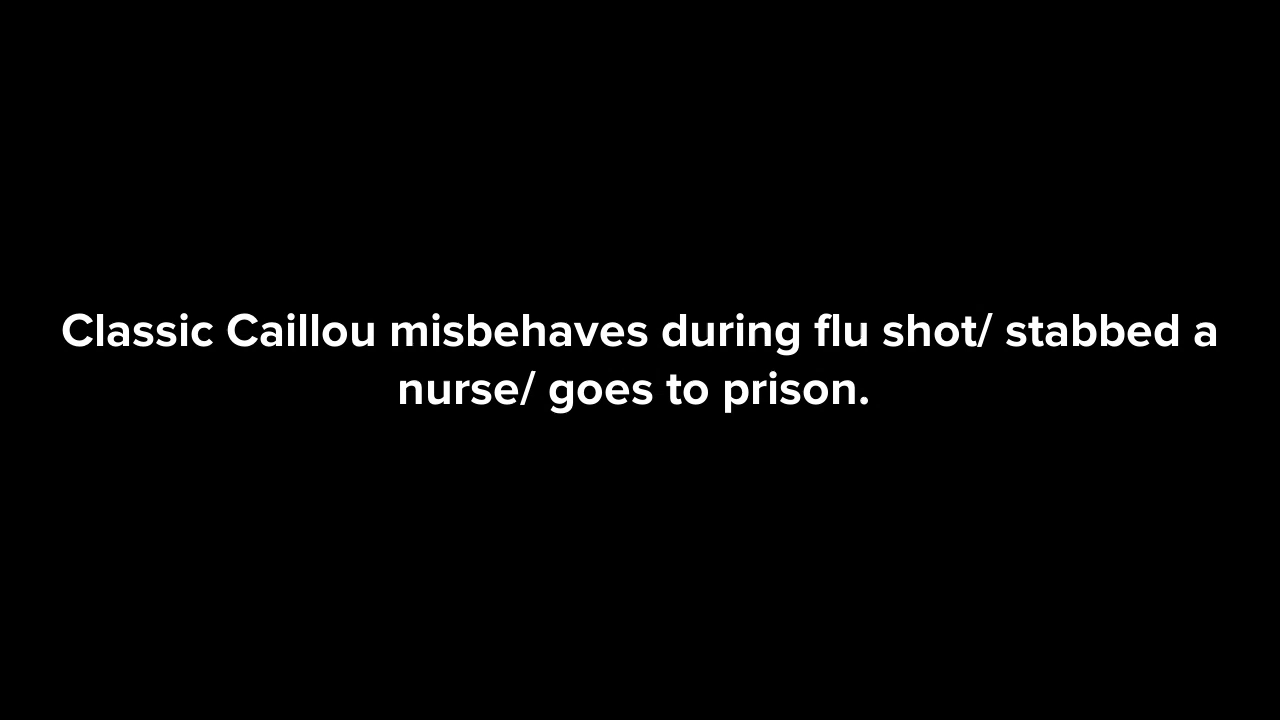 Classic Caillou misbehaves during flu shot/ stabbed a
nurse/ goes to prison.